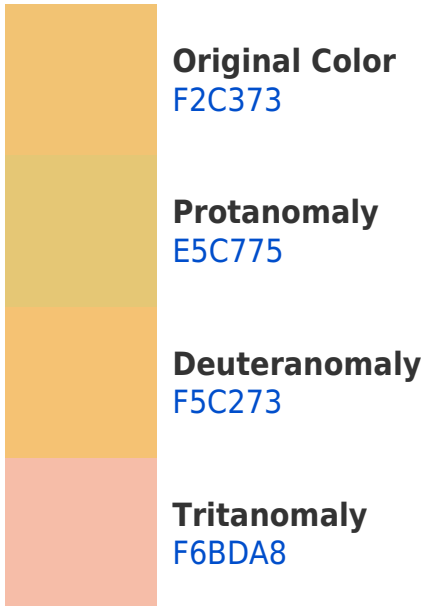 Original Color
F2C373
Protanomaly
E5C775
Deuteranomaly
F5C273
Tritanomaly
F6BDA8